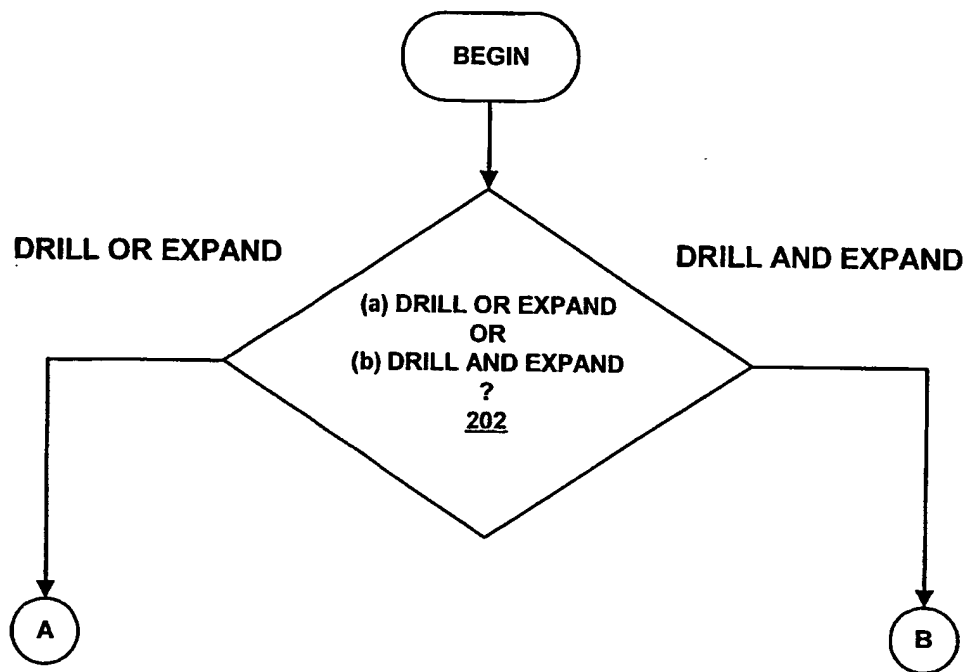 BEGIN
DRILL OR EXPAND
DRILL AND EXPAND
(a) DRILL OR EXPAND
OR
(b) DRILL AND EXPAND
?
202
A
B